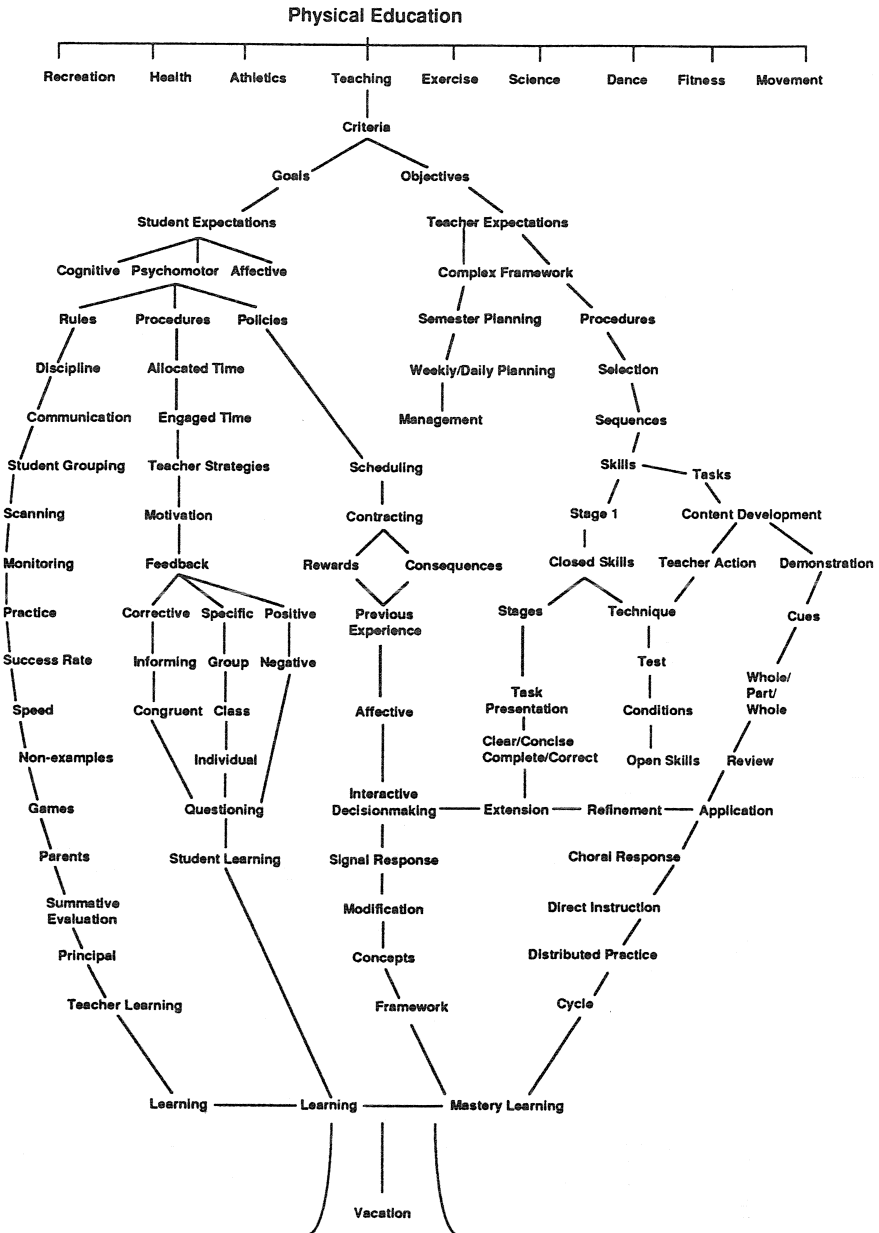 Physical Education
Recreation Health Athletics Teaching Exercise Science Dance Fitness Movement
Criteria
Goals Objectives
Student Expectations Teacher Expectations
Cognitive Psychomotor Affective Complex Framework
Rules Procedures Policies Semester Planning Procedures
Discipline Allocated Time Weekly/Daily Planning Selection
Communication Engaged Time Management Sequences
Student Grouping Teacher Strategies Scheduling Skills Tasks
Scanning Motivation Contracting Stage 1 Content Development
Monitoring Feedback Rewards Consequences Closed Skills Teacher Action Demonstration
Practice Corrective Specific Positive Previous Stages Technique Cues
Experience
Success Rate Informing Group Negative Test Whole/
Part/
Speed Congruent Class Affective Task Conditions Whole
Presentation
Non-examples Individual Clear/Concise Open Skills Review
Complete/Correct
Games Questioning Interactive Extension Refinement Application
Decisionmaking
Parents Student Learning Signal Response Choral Response
Summative Modification Direct Instruction
Evaluation
Principal Concepts Distributed Practice
Teacher Learning Framework Cycle
Learning Learning Mastery Learning
Vacation